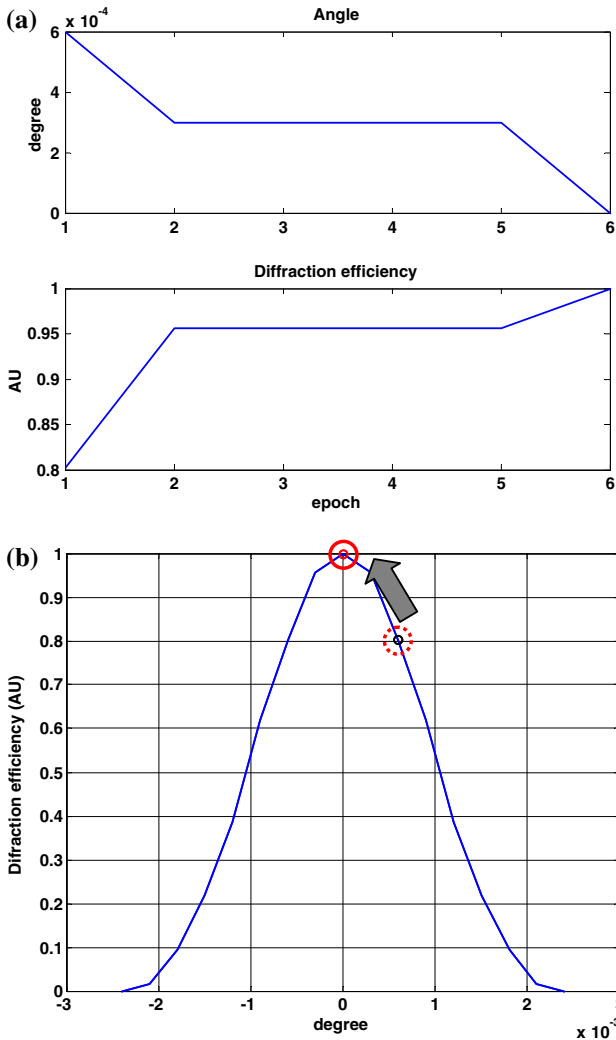 (a)
x 10⁻⁴
Angle
degree
6
4
2
0
1 2 3 4 5 6
Diffraction efficiency
AU
1
0.95
0.9
0.85
0.8
1 2 3 4 5 6
epoch
(b)
Difraction efficiency (AU)
1
0.9
0.8
0.7
0.6
0.5
0.4
0.3
0.2
0.1
0
-3 -2 -1 0 1 2
degree
x 10